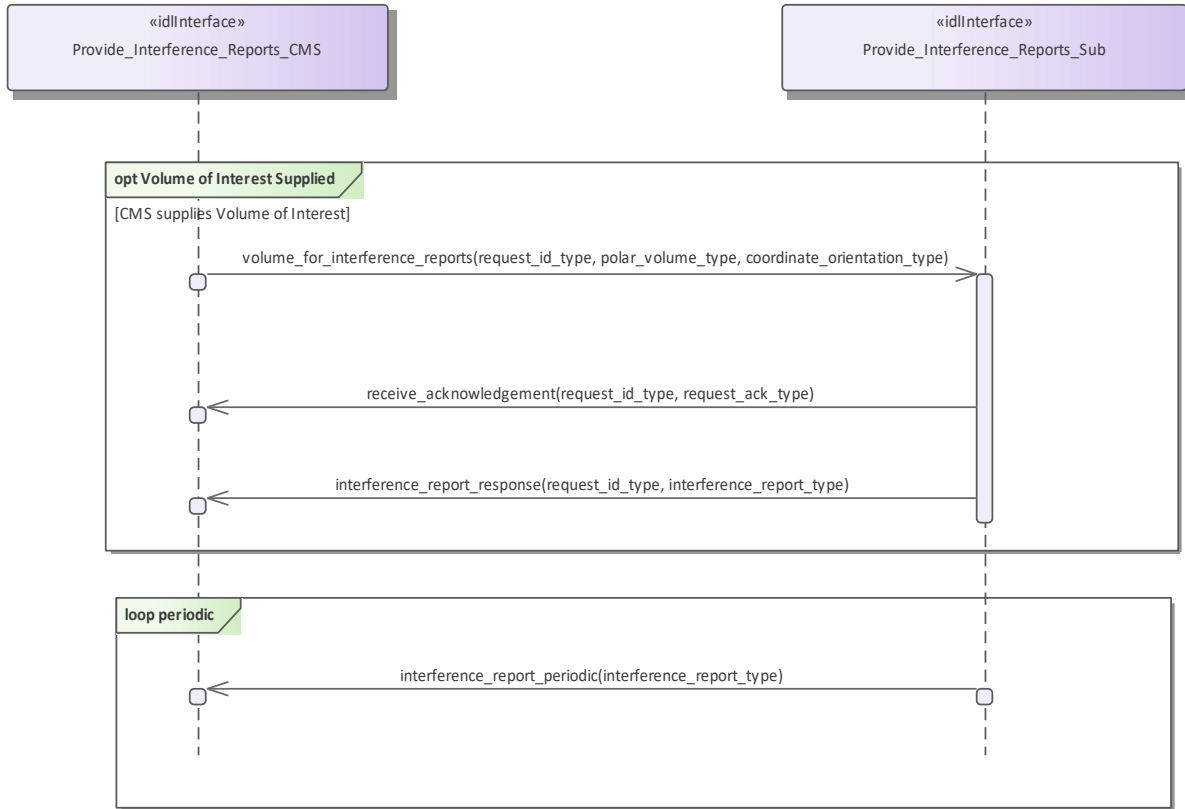 «idlInterface»
Provide_Interference_Reports_CMS
«idlInterface»
Provide_Interference_Reports_Sub
opt Volume of Interest Supplied
[CMS supplies Volume of Interest]
volume_for_interference_reports(request_id_type, polar_volume_type, coordinate_orientation_type)
receive_acknowledgement(request_id_type, request_ack_type)
interference_report_response(request_id_type, interference_report_type)
loop periodic
interference_report_periodic(interference_report_type)